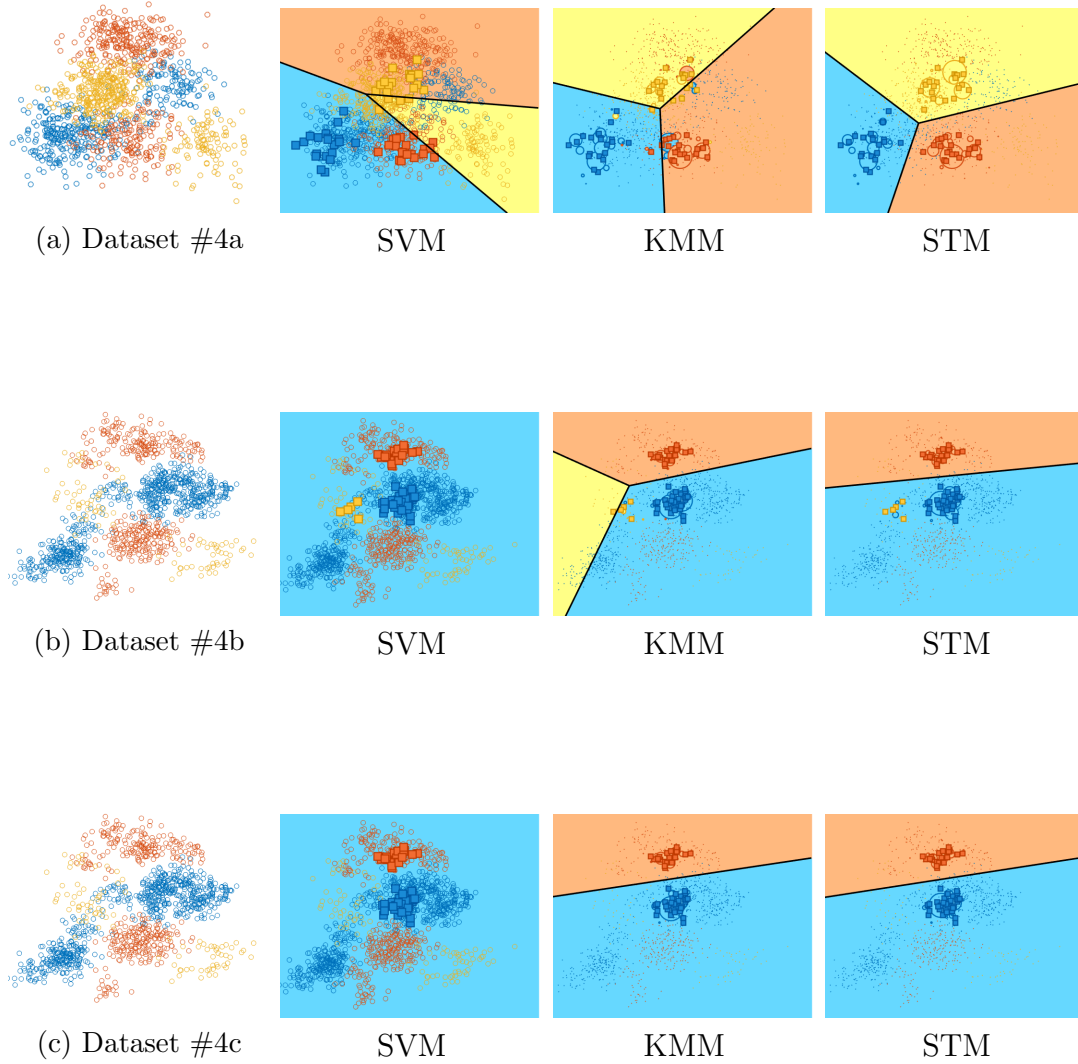 (a) Dataset #4a
SVM
KMM
STM
(b) Dataset #4b
SVM
KMM
STM
(c) Dataset #4c
SVM
KMM
STM